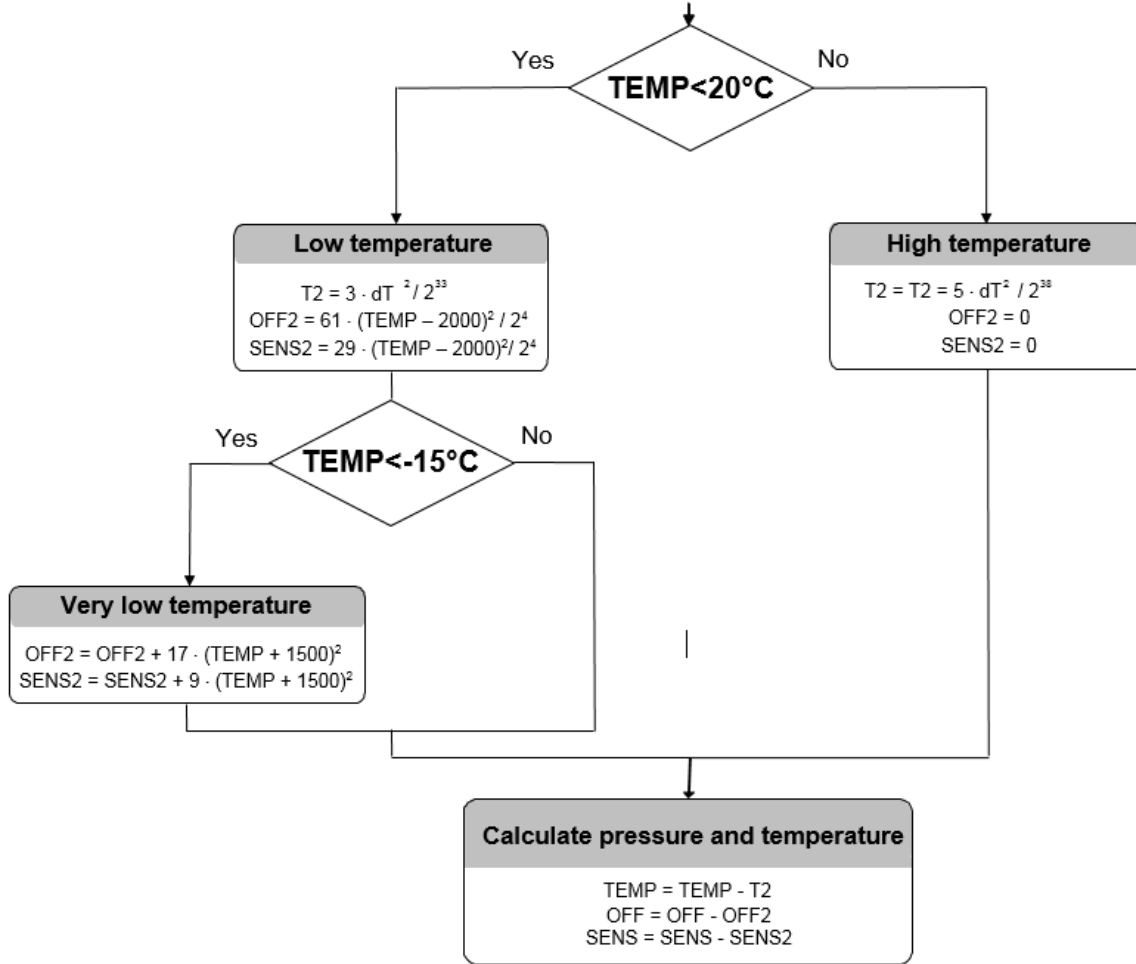 Yes
No
TEMP<20°C
Low temperature
T2 = 3 · dT ² / 2³³
OFF2 = 61 · (TEMP – 2000)² / 2⁴
SENS2 = 29 · (TEMP – 2000)²/ 2⁴
High temperature
T2 = T2 = 5 · dT² / 2³⁸
OFF2 = 0
SENS2 = 0
Yes
No
TEMP<-15°C
Very low temperature
OFF2 = OFF2 + 17 · (TEMP + 1500)²
SENS2 = SENS2 + 9 · (TEMP + 1500)²
Calculate pressure and temperature
TEMP = TEMP - T2
OFF = OFF - OFF2
SENS = SENS - SENS2